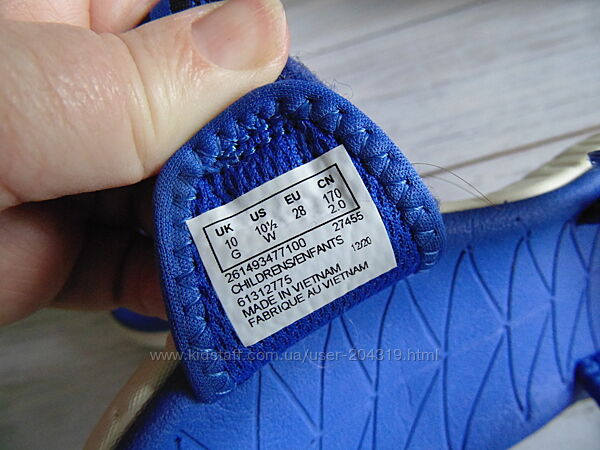 UK US EU CN
10 10½ 28 170
G W 2.0
261493477100 27455
CHILDRENS/ENFANTS
61312775 12/20
MADE IN VIETNAM
FABRIQUE AU VIETNAM
www.kidstaff.com.ua/user-204319.html